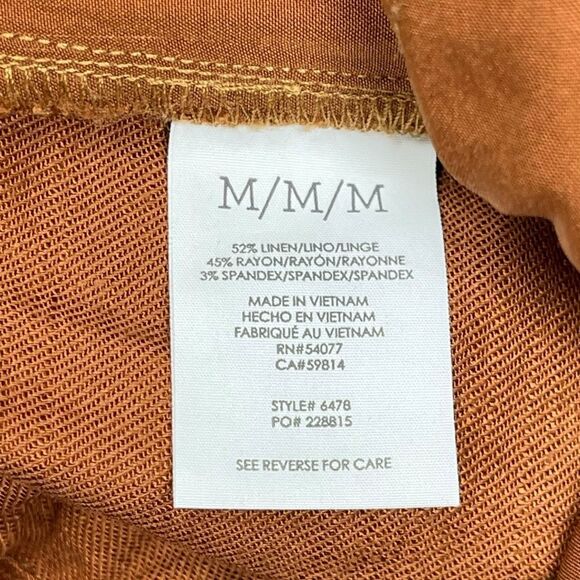 M/M/M
52% LINEN/LINO/LINGE
45% RAYON/RAYÓN/RAYONNE
3% SPANDEX/SPANDEX/SPANDEX
MADE IN VIETNAM
HECHO EN VIETNAM
FABRIQUÉ AU VIETNAM
RN#54077
CA#59814
STYLE# 6478
PO# 228815
SEE REVERSE FOR CARE